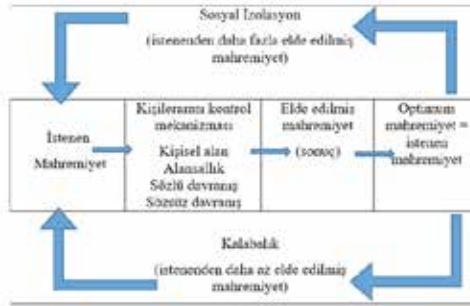 Sosyal İzolasyon
(istenenden daha fazla elde edilmiş
mahremiyet)
İstenen
Mahremiyet
Kişilerarası kontrol
mekanizması
Kişisel alan
Alansallık
Sözlü davranış
Sözsüz davranış
Elde edilmiş
mahremiyet
(sonuç)
Optimum
mahremiyet =
istenen
mahremiyet
Kalabalık
(istenenden daha az elde edilmiş
mahremiyet)